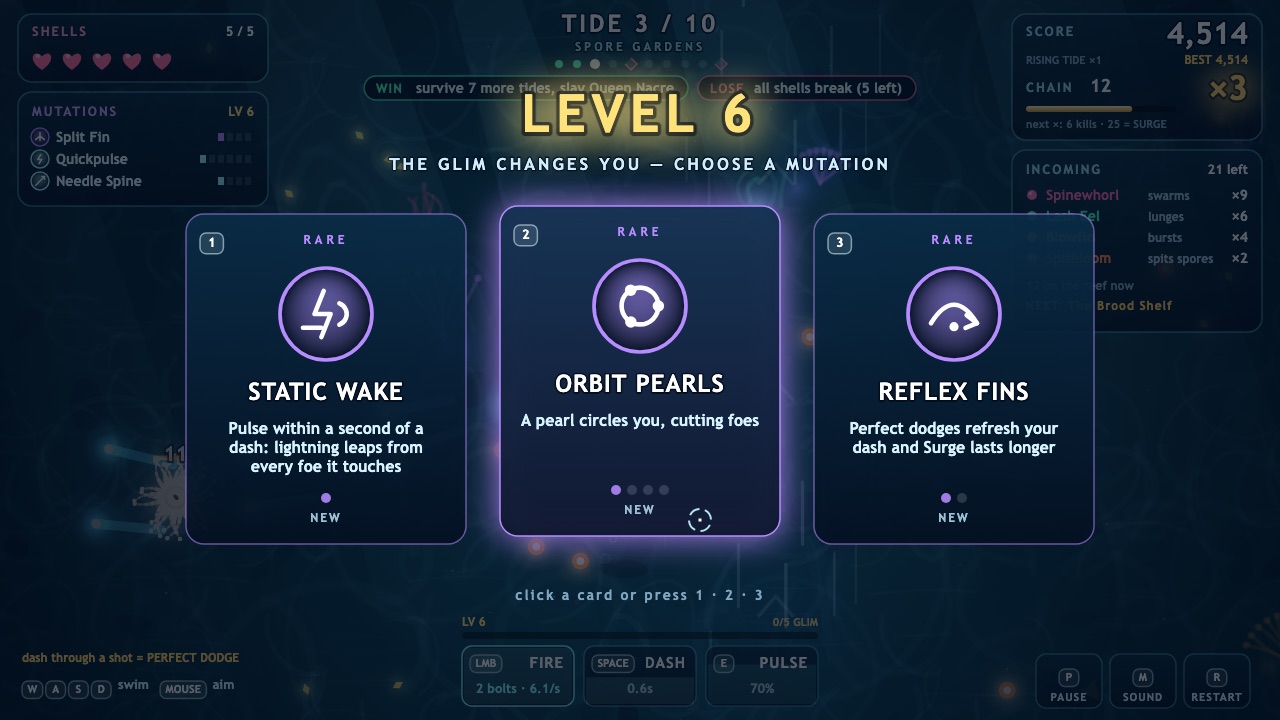 SHELLS 5 / 5
MUTATIONS LV 6
Split Fin
Quickpulse
Needle Spine
TIDE 3 / 10
SPORE GARDENS
WIN survive 7 more tides, slay Queen Nacre
LOSE all shells break (5 left)
SCORE 4,514
RISING TIDE ×1 BEST 4,514
CHAIN 12 ×3
next ×: 6 kills · 25 = SURGE
INCOMING 21 left
Spinewhorl swarms ×9
Eel lunges ×6
bursts ×4
spits spores ×2
now
Brood Shelf
LEVEL 6
THE GLIM CHANGES YOU — CHOOSE A MUTATION
1
RARE
STATIC WAKE
Pulse within a second of a
dash: lightning leaps from
every foe it touches
NEW
2
RARE
ORBIT PEARLS
A pearl circles you, cutting foes
NEW
3
RARE
REFLEX FINS
Perfect dodges refresh your
dash and Surge lasts longer
NEW
11
click a card or press 1 · 2 · 3
LV 6 0/5 GLIM
LMB FIRE
2 bolts · 6.1/s
SPACE DASH
0.6s
E PULSE
70%
dash through a shot = PERFECT DODGE
W A S D swim MOUSE aim
P PAUSE
M SOUND
R RESTART